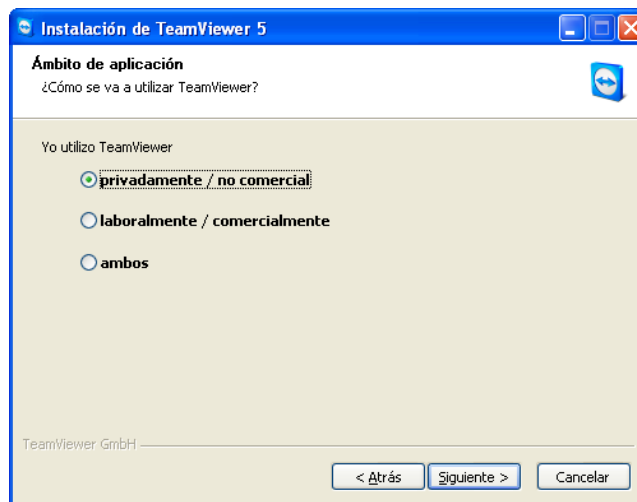 Instalación de TeamViewer 5
Ámbito de aplicación
¿Cómo se va a utilizar TeamViewer?
Yo utilizo TeamViewer
privadamente / no comercial
laboralmente / comercialmente
ambos
TeamViewer GmbH
< Atrás Siguiente > Cancelar